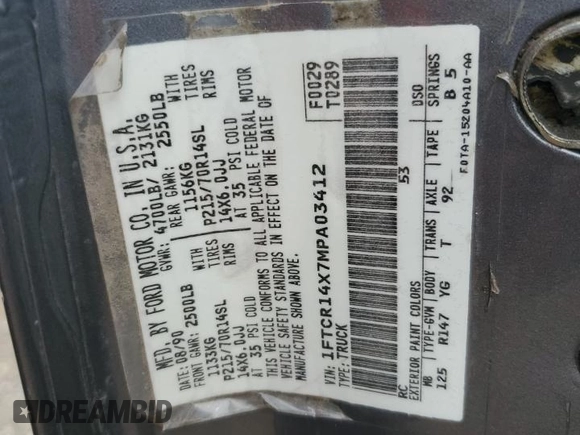 MFD. BY FORD MOTOR CO. IN U.S.A.
DATE: 08/90 GVWR: 4700LB/ 2131KG
FRONT GAWR: 2500LB REAR GAWR: 2550LB
1133KG WITH 1156KG WITH
P215/70R14SL TIRES P215/70R14SL TIRES
14X6.0JJ RIMS 14X6.0JJ RIMS
AT 35 PSI COLD AT 35 PSI COLD
THIS VEHICLE CONFORMS TO ALL APPLICABLE FEDERAL MOTOR
VEHICLE SAFETY STANDARDS IN EFFECT ON THE DATE OF
MANUFACTURE SHOWN ABOVE.
VIN: 1FTCR14X7MPA03412 F0029
TYPE: TRUCK T0289
RC 53 DSO
EXTERIOR PAINT COLORS
WB TYPE-GVW BODY TRANS AXLE TAPE SPRINGS
125 R147 YG T 92 B 5
F0TA-15204A10-AA
DREAMBID